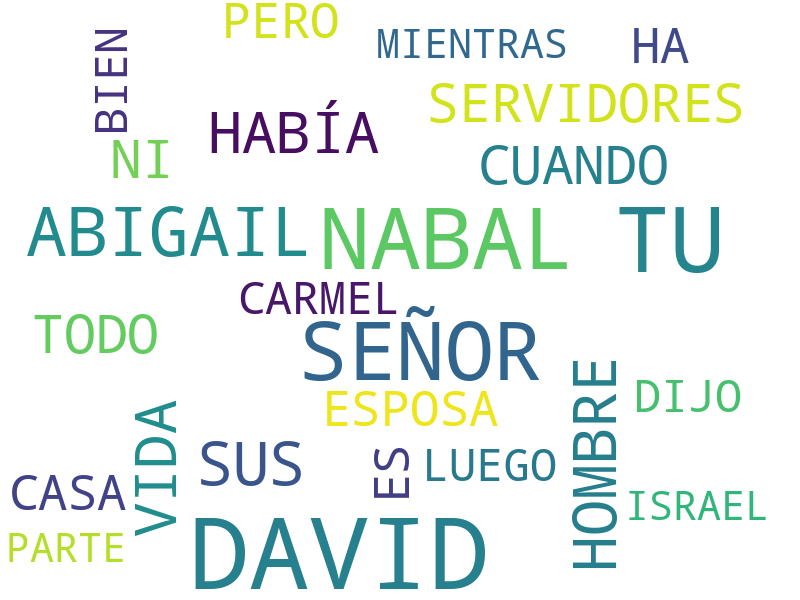 PERO
MIENTRAS
HA
BIEN
SERVIDORES
HABÍA
NI
CUANDO
ABIGAIL
NABAL
TU
CARMEL
TODO
SEÑOR
HOMBRE
DIJO
ESPOSA
VIDA
SUS
ES
LUEGO
CASA
ISRAEL
DAVID
PARTE